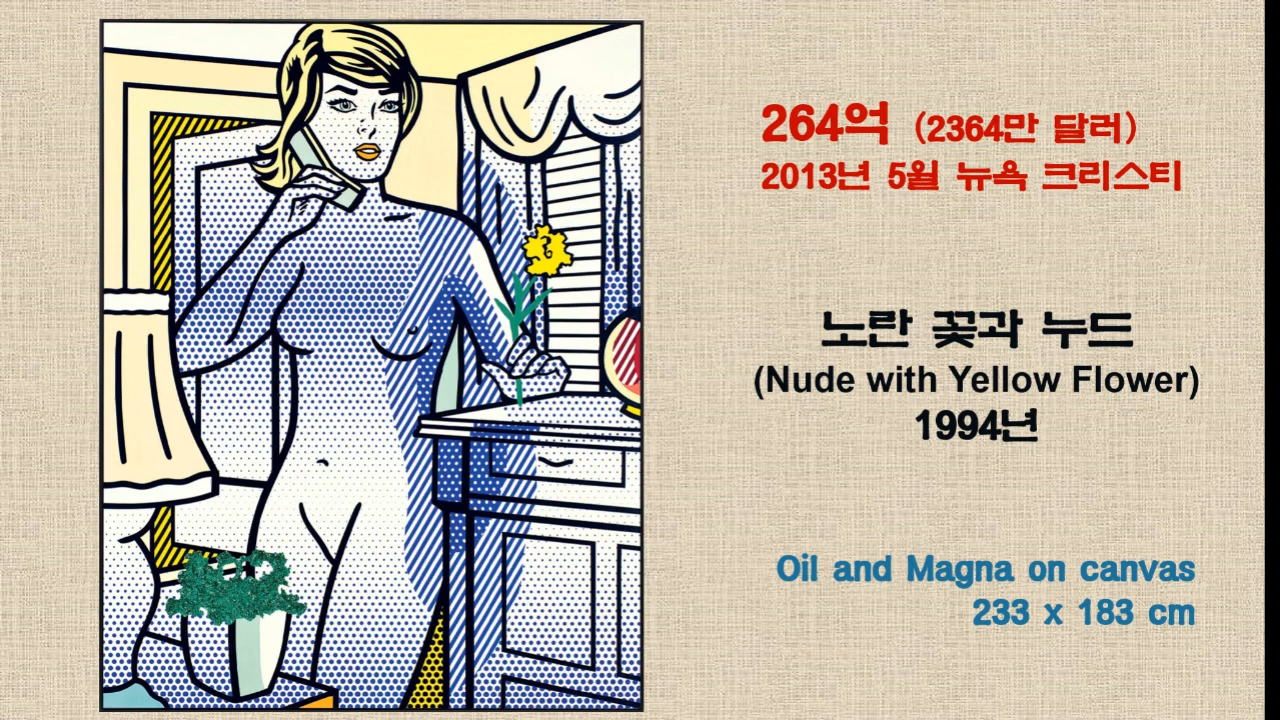 264억 (2364만 달러)
2013년 5월 뉴욕 크리스티
노란 꽃과 누드
(Nude with Yellow Flower)
1994년
Oil and Magna on canvas
233 x 183 cm